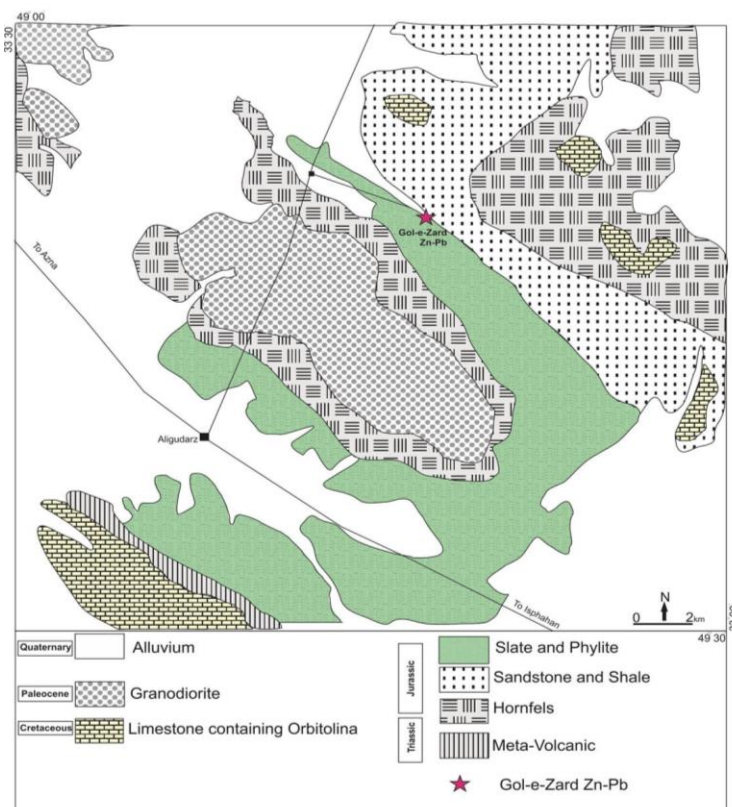 49 00
33 30
To Azna
Gol-e-Zard
Zn-Pb
Aligudarz
To Isphahan
N
0 2km
49 30
Quaternary Alluvium
Paleocene Granodiorite
Cretaceous Limestone containing Orbitolina
Jurassic
Slate and Phylite
Sandstone and Shale
Hornfels
Triassic
Meta-Volcanic
Gol-e-Zard Zn-Pb